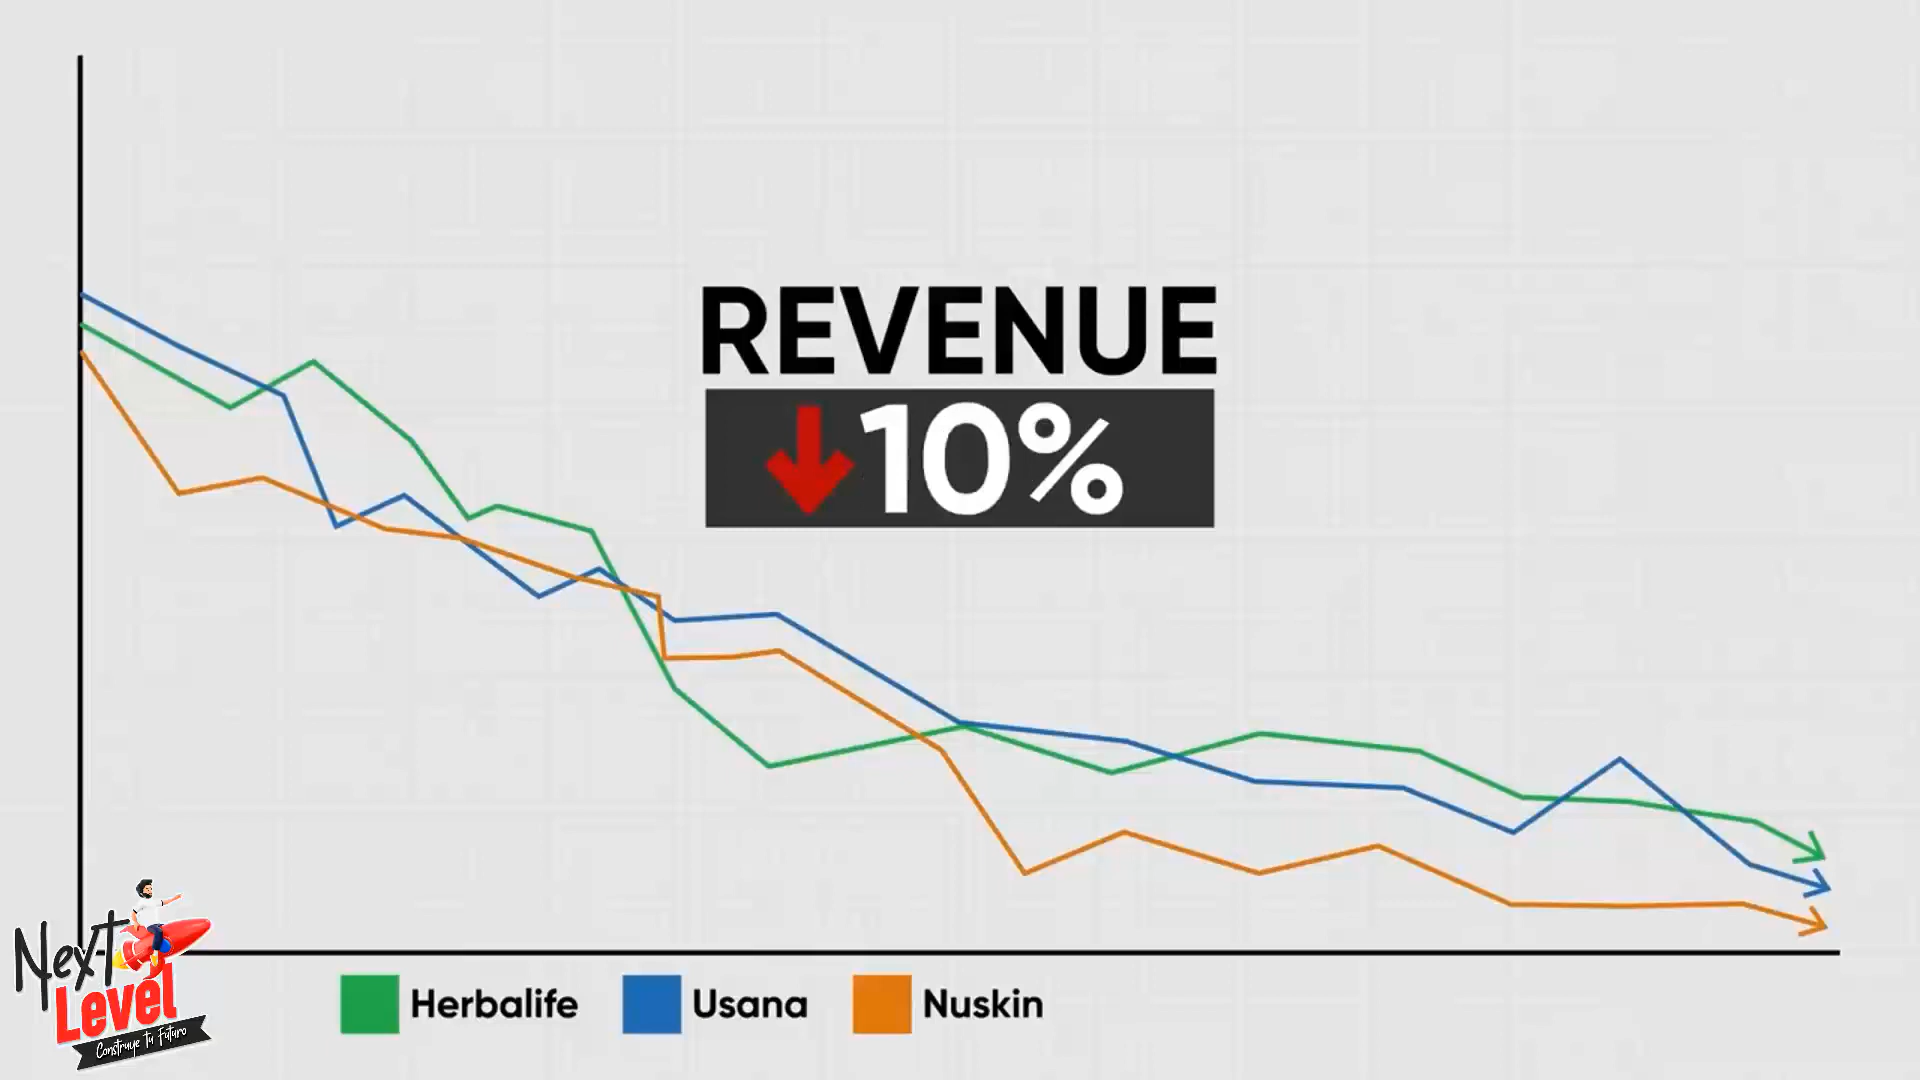 REVENUE
10%
Next
Level
Construye Tu Futuro
Herbalife
Usana
Nuskin